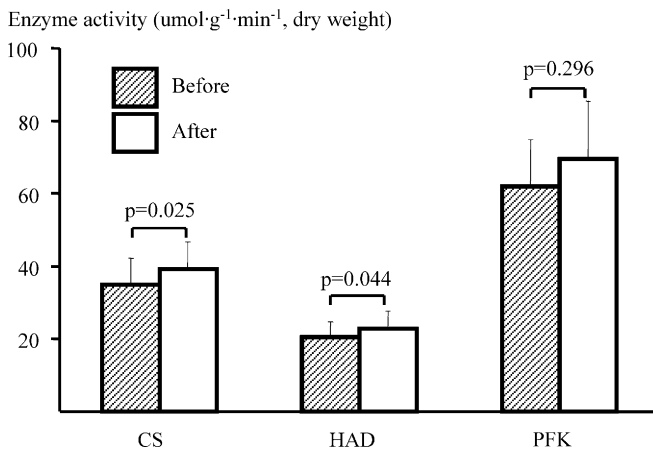 Enzyme activity (umol·g⁻¹·min⁻¹, dry weight)
100
Before
p=0.296
80
After
60
p=0.025
40
p=0.044
20
CS HAD PFK